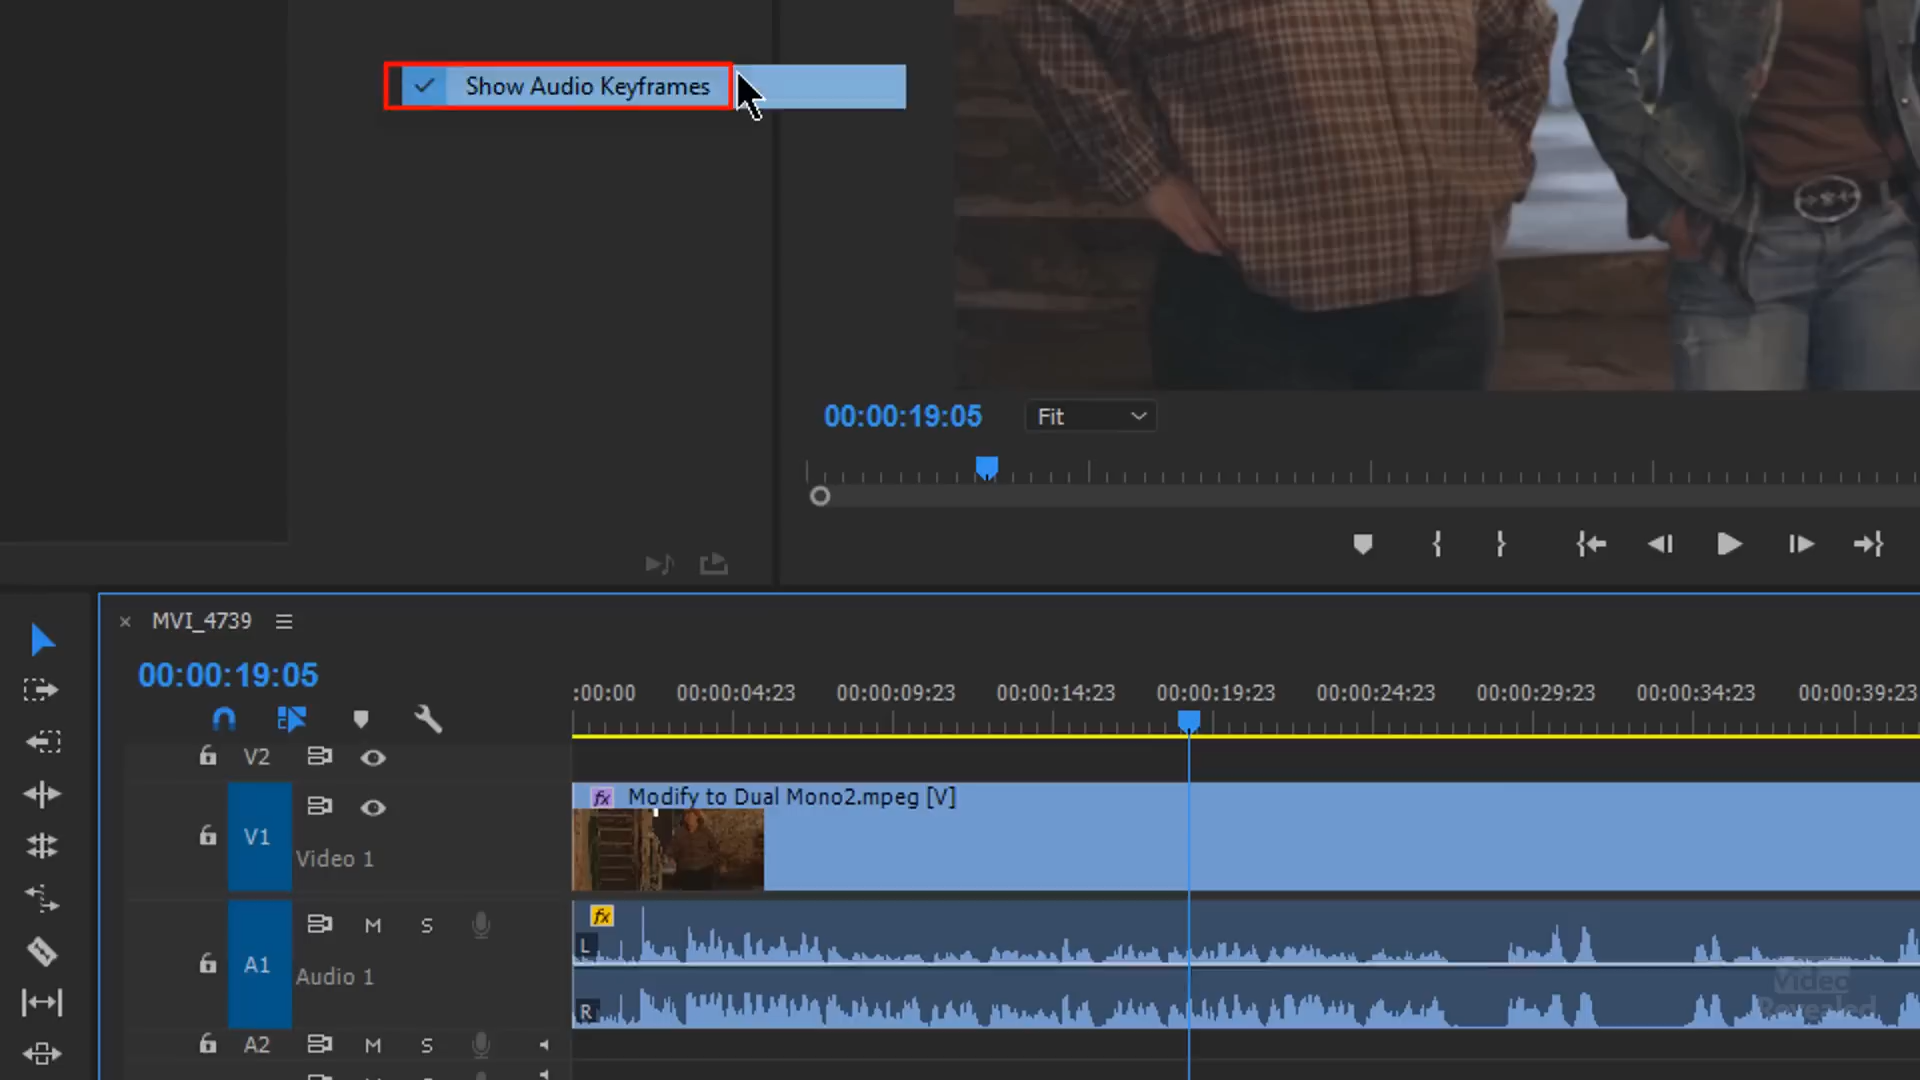 Show Audio Keyframes
00:00:19:05
Fit
MVI_4739
00:00:19:05
:00:00 00:00:04:23 00:00:09:23 00:00:14:23 00:00:19:23 00:00:24:23 00:00:29:23 00:00:34:23 00:00:39:23
V2
fx Modify to Dual Mono2.mpeg [V]
V1
Video 1
fx
M S
L
A1
Audio 1
Video
Revealed
R
A2 M S